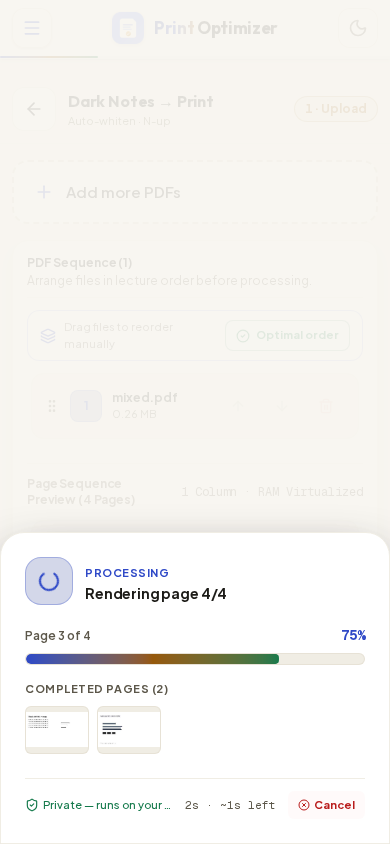 Print Optimizer
Dark Notes → Print
Auto-whiten · N-up
1 · Upload
Add more PDFs
PDF Sequence (1)
Arrange files in lecture order before processing.
Drag files to reorder
manually
Optimal order
1
mixed.pdf
0.26 MB
Page Sequence
Preview (4 Pages)
1 Column · RAM Virtualized
PROCESSING
Rendering page 4/4
Page 3 of 4
75%
COMPLETED PAGES (2)
Private — runs on your ...
2s · ~1s left
Cancel